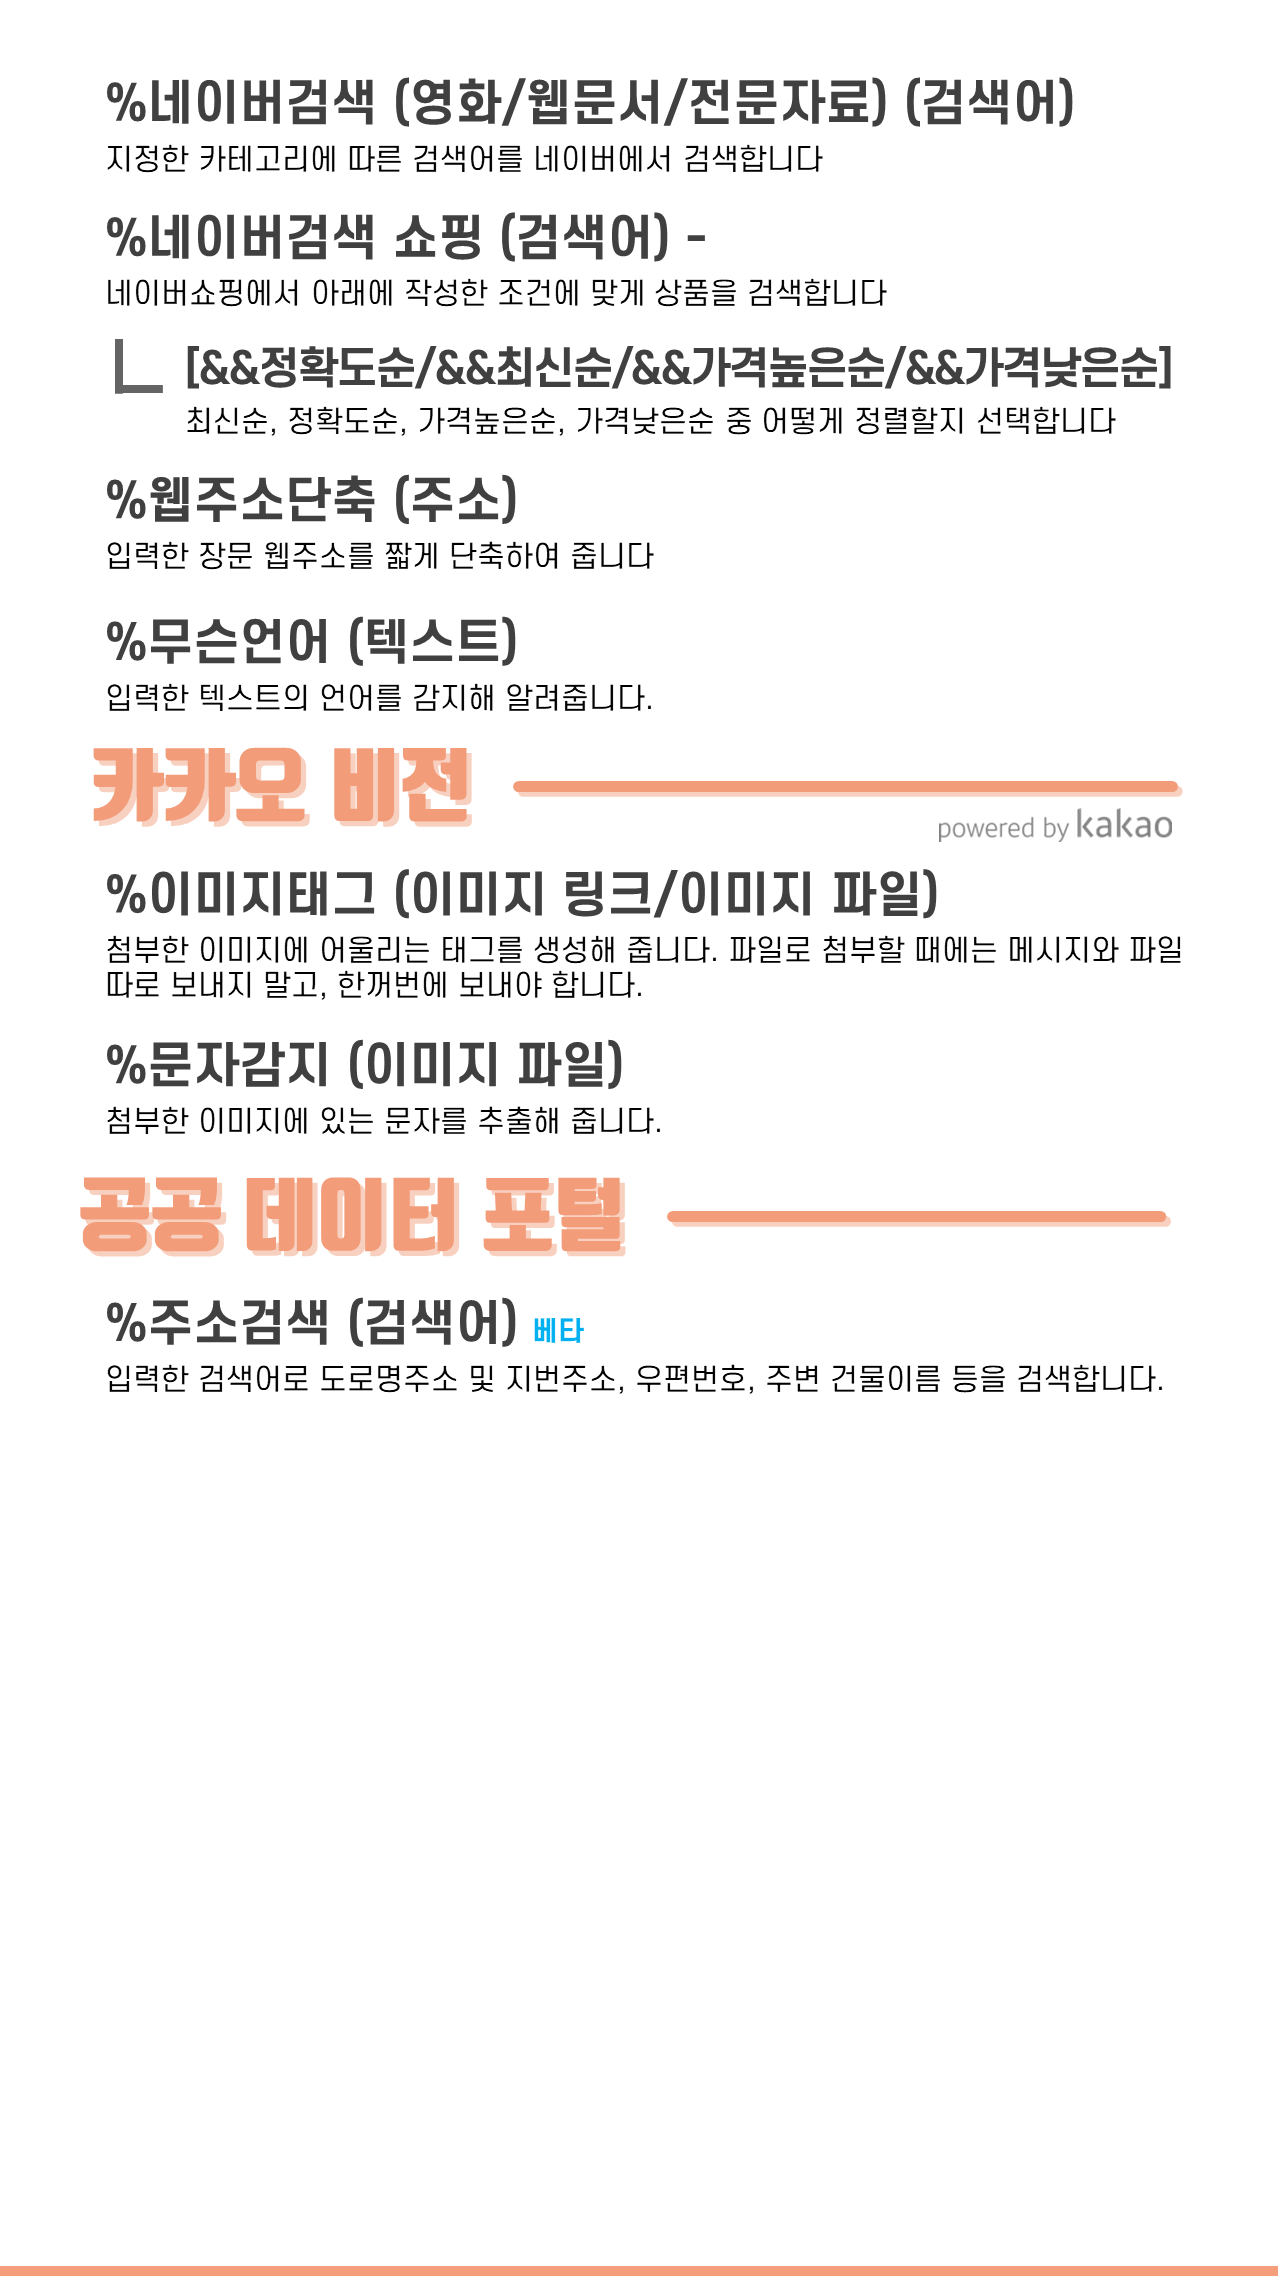 %네이버검색 (영화/웹문서/전문자료) (검색어)
지정한 카테고리에 따른 검색어를 네이버에서 검색합니다
%네이버검색 쇼핑 (검색어) -
네이버쇼핑에서 아래에 작성한 조건에 맞게 상품을 검색합니다
[&&정확도순/&&최신순/&&가격높은순/&&가격낮은순]
최신순, 정확도순, 가격높은순, 가격낮은순 중 어떻게 정렬할지 선택합니다
%웹주소단축 (주소)
입력한 장문 웹주소를 짧게 단축하여 줍니다
%무슨언어 (텍스트)
입력한 텍스트의 언어를 감지해 알려줍니다.
카카오 비전
powered by kakao
%이미지태그 (이미지 링크/이미지 파일)
첨부한 이미지에 어울리는 태그를 생성해 줍니다. 파일로 첨부할 때에는 메시지와 파일
따로 보내지 말고, 한꺼번에 보내야 합니다.
%문자감지 (이미지 파일)
첨부한 이미지에 있는 문자를 추출해 줍니다.
공공 데이터 포털
%주소검색 (검색어) 베타
입력한 검색어로 도로명주소 및 지번주소, 우편번호, 주변 건물이름 등을 검색합니다.